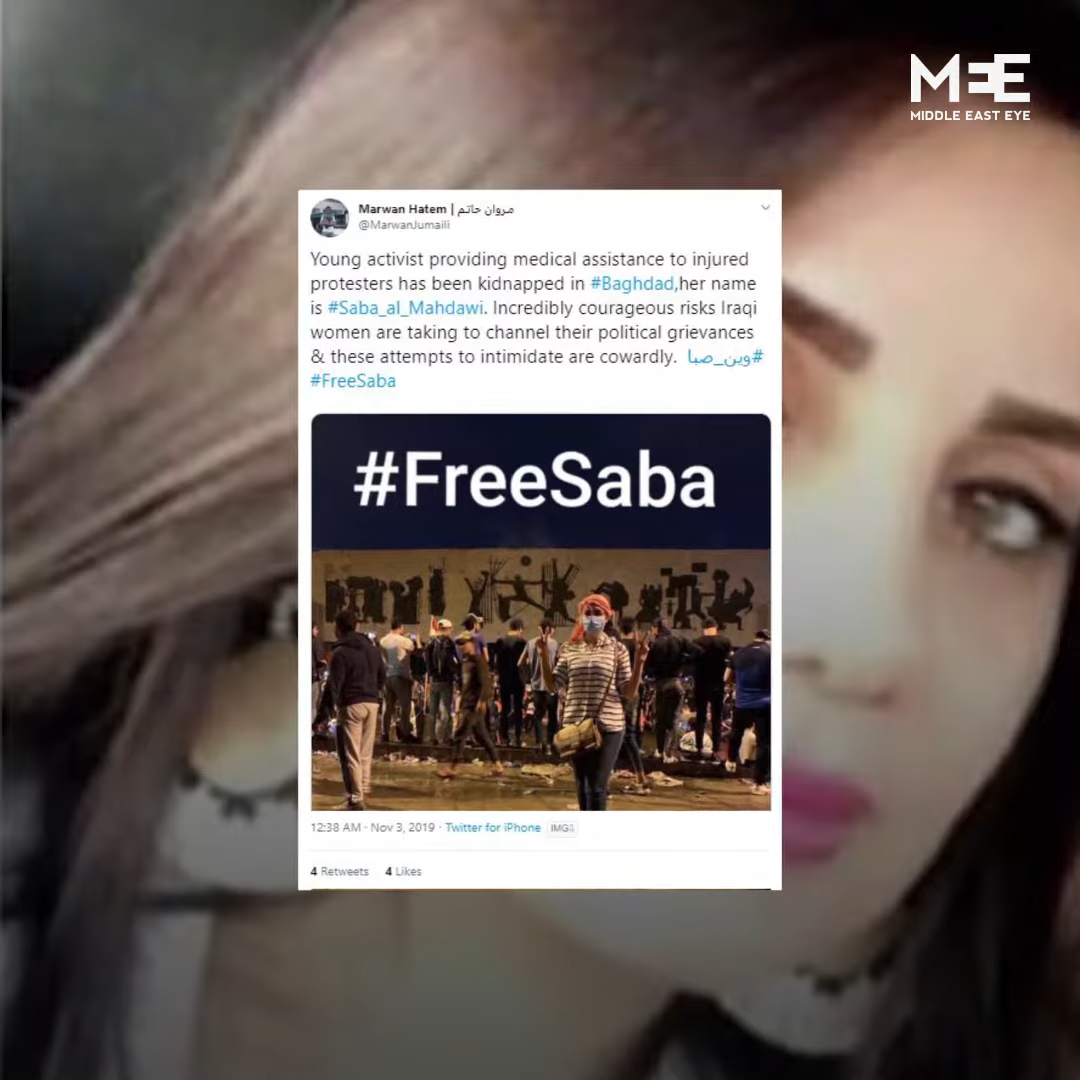 MEE
MIDDLE EAST EYE
Marwan Hatem | مروان حاتم
@MarwanJumaili
Young activist providing medical assistance to injured
protesters has been kidnapped in #Baghdad,her name
is #Saba_al_Mahdawi. Incredibly courageous risks Iraqi
women are taking to channel their political grievances
& these attempts to intimidate are cowardly. #وين_صبا
#FreeSaba
#FreeSaba
12:38 AM · Nov 3, 2019 · Twitter for iPhone
4 Retweets 4 Likes